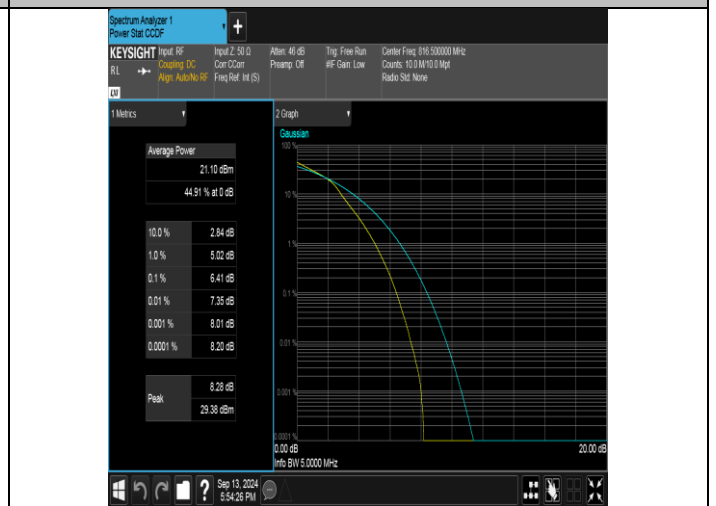 Spectrum Analyzer 1
Power Stat CCDF
+
KEYSIGHT Input: RF Input Z: 50 Ω Atten: 46 dB Trig: Free Run Center Freq: 816.500000 MHz
RL Coupling: DC Corr CCorr Preamp: Off #IF Gain: Low Counts: 10.0 M/10.0 Mpt
Align: Auto/No RF Freq Ref: Int (S) Radio Std: None
LXI
1 Metrics
Average Power
21.10 dBm
44.91 % at 0 dB
10.0 % 2.84 dB
1.0 % 5.02 dB
0.1 % 6.41 dB
0.01 % 7.35 dB
0.001 % 8.01 dB
0.0001 % 8.20 dB
Peak 8.28 dB
29.38 dBm
2 Graph
Gaussian
100 %
10 %
1 %
0.1 %
0.01 %
0.001 %
0.0001 %
0.00 dB 20.00 dB
Info BW 5.0000 MHz
? Sep 13, 2024
5:54:26 PM